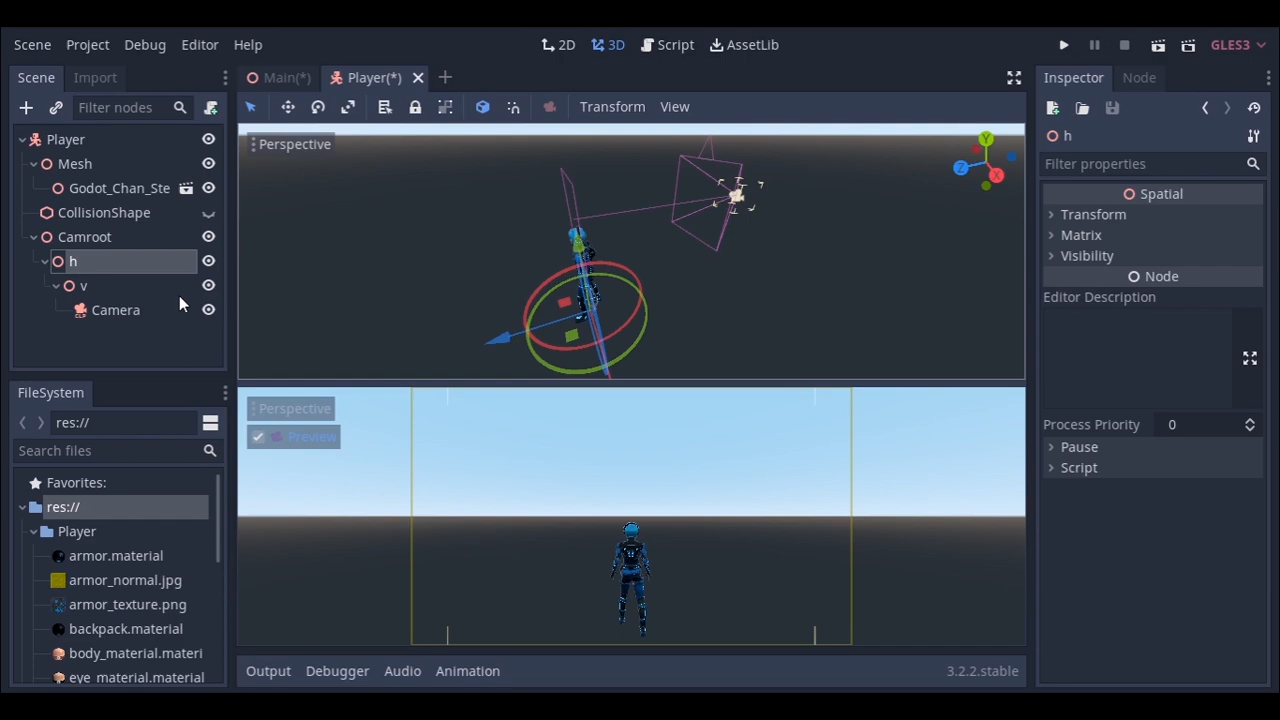 Scene Project Debug Editor Help 2D 3D Script AssetLib GLES3
Scene Import Main(*) Player(*) Inspector Node
Filter nodes Transform View
Player
Mesh
Godot_Chan_Ste
CollisionShape
Camroot
h
v
Camera
Perspective
Y
Z
X
Perspective
Preview
h
Filter properties
Spatial
Transform
Matrix
Visibility
Node
Editor Description
Process Priority 0
Pause
Script
FileSystem
res://
Search files
Favorites:
res://
Player
armor.material
armor_normal.jpg
armor_texture.png
backpack.material
body_material.materi
eye_material.material
Output Debugger Audio Animation 3.2.2.stable